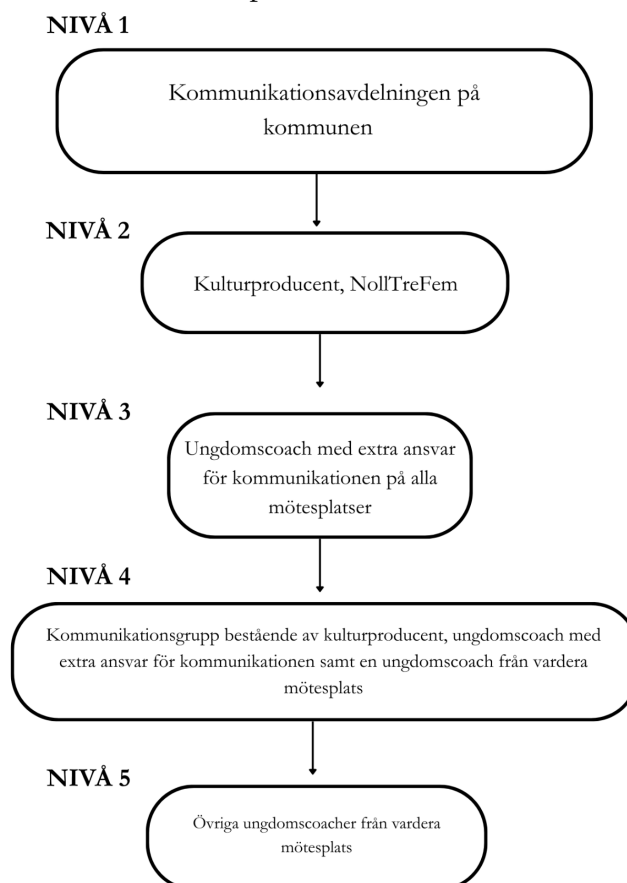 NIVÅ 1
Kommunikationsavdelningen på
kommunen
NIVÅ 2
Kulturproducent, NollTreFem
NIVÅ 3
Ungdomscoach med extra ansvar
för kommunikationen på alla
mötesplatser
NIVÅ 4
Kommunikationsgrupp bestående av kulturproducent, ungdomscoach med
extra ansvar för kommunikationen samt en ungdomscoach från vardera
mötesplats
NIVÅ 5
Övriga ungdomscoacher från vardera
mötesplats